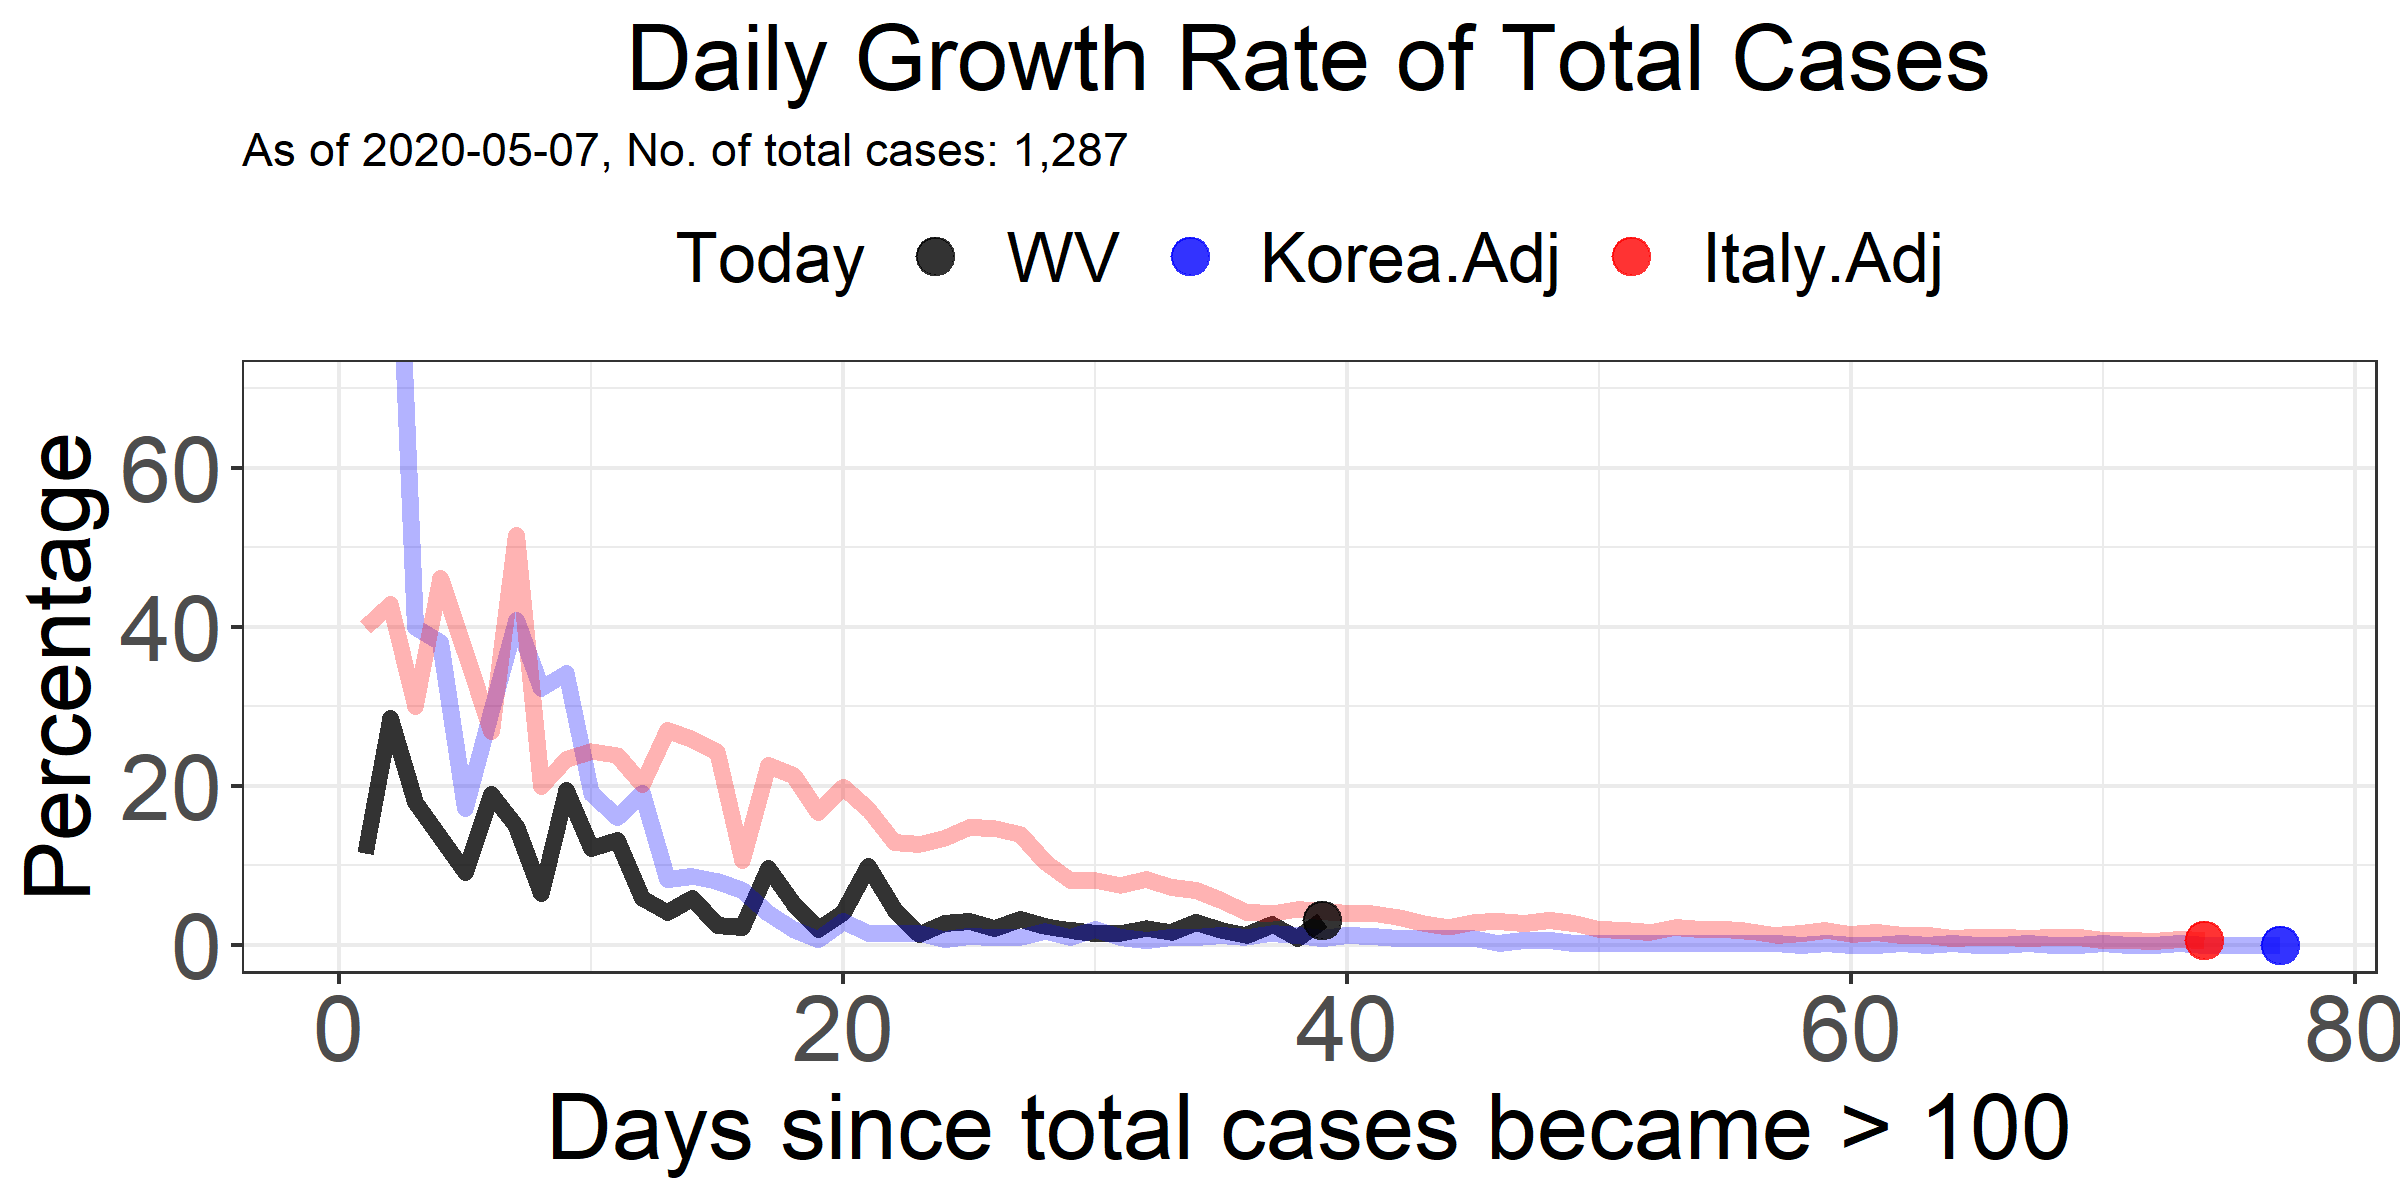 Daily Growth Rate of Total Cases
As of 2020-05-07, No. of total cases: 1,287
Today WV Korea.Adj Italy.Adj
Percentage
60
40
20
0
0 20 40 60 80
Days since total cases became > 100